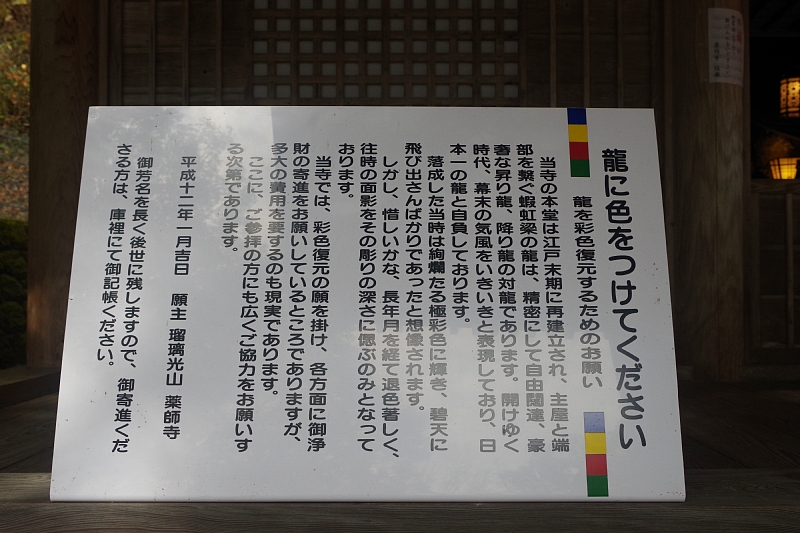 龍に色をつけてください
龍を彩色復元するためのお願い
当寺の本堂は江戸末期に再建立され、主屋と端
部を繋ぐ蝦虹梁の龍は、精密にして自由闊達、豪
奢な昇り龍、降り龍の対龍であります。開けゆく
時代、幕末の気風をいきいきと表現しており、日
本一の龍と自負しております。
落成した当時は絢爛たる極彩色に輝き、碧天に
飛び出さんばかりであったと想像されます。
しかし、惜しいかな、長年月を経て退色著しく、
往時の面影をその彫りの深さに偲ぶのみとなって
おります。
当寺では、彩色復元の願を掛け、各方面に御浄
財の寄進をお願いしているところでありますが、
多大の費用を要するのも現実であります。
ここに、ご参拝の方にも広くご協力をお願いす
る次第であります。
平成十二年一月吉日　願主　瑠璃光山　薬師寺
御芳名を長く後世に残しますので、御寄進くだ
さる方は、庫裡にて御記帳ください。